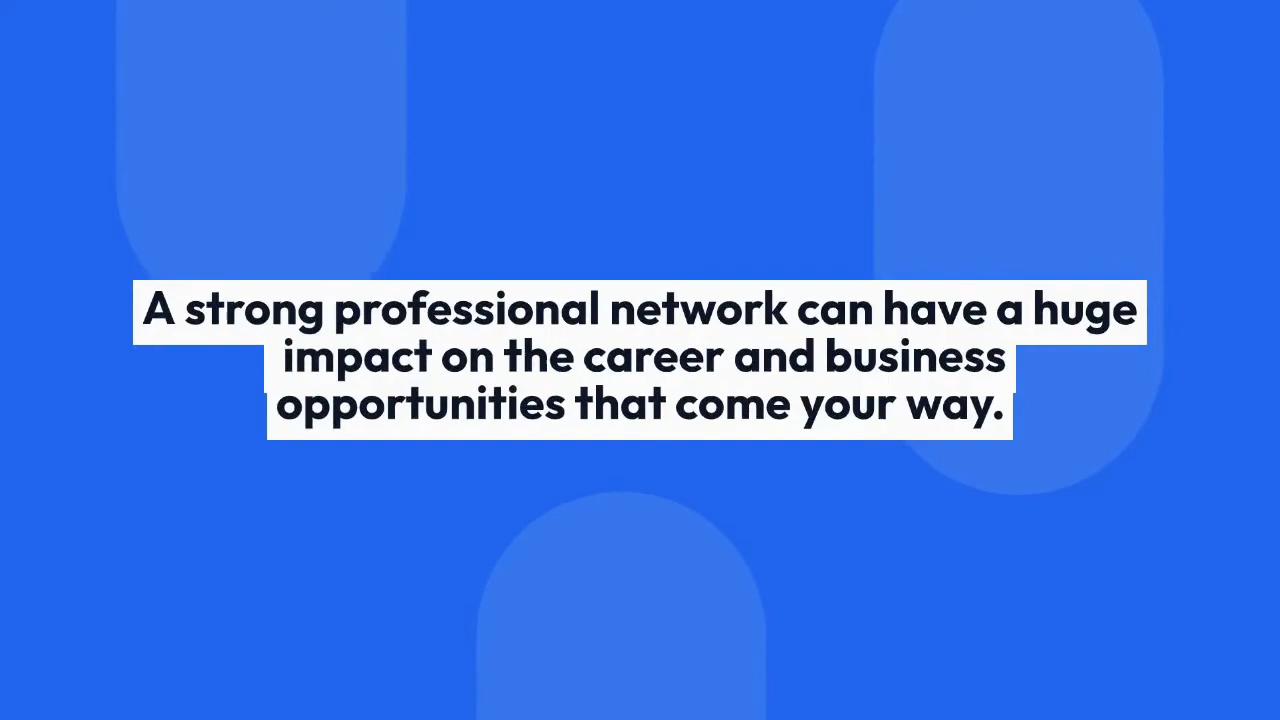 A strong professional network can have a huge
impact on the career and business
opportunities that come your way.